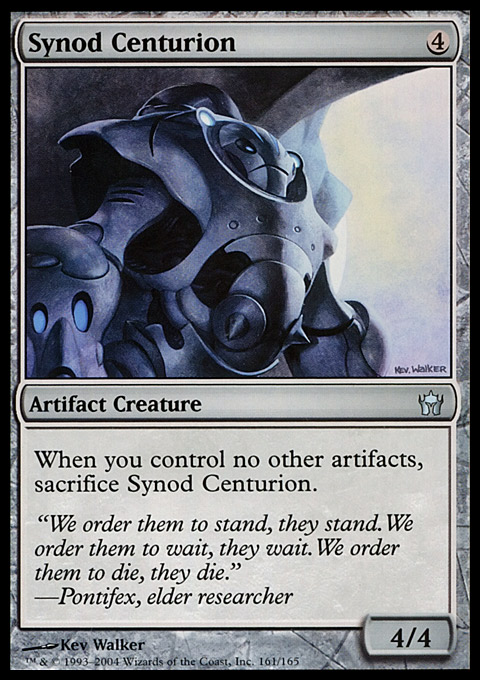 Synod Centurion 4
KEV. WALKER
Artifact Creature
When you control no other artifacts,
sacrifice Synod Centurion.
“We order them to stand, they stand. We
order them to wait, they wait. We order
them to die, they die.”
—Pontifex, elder researcher
4/4
Kev Walker
™ & © 1993–2004 Wizards of the Coast, Inc. 161/165